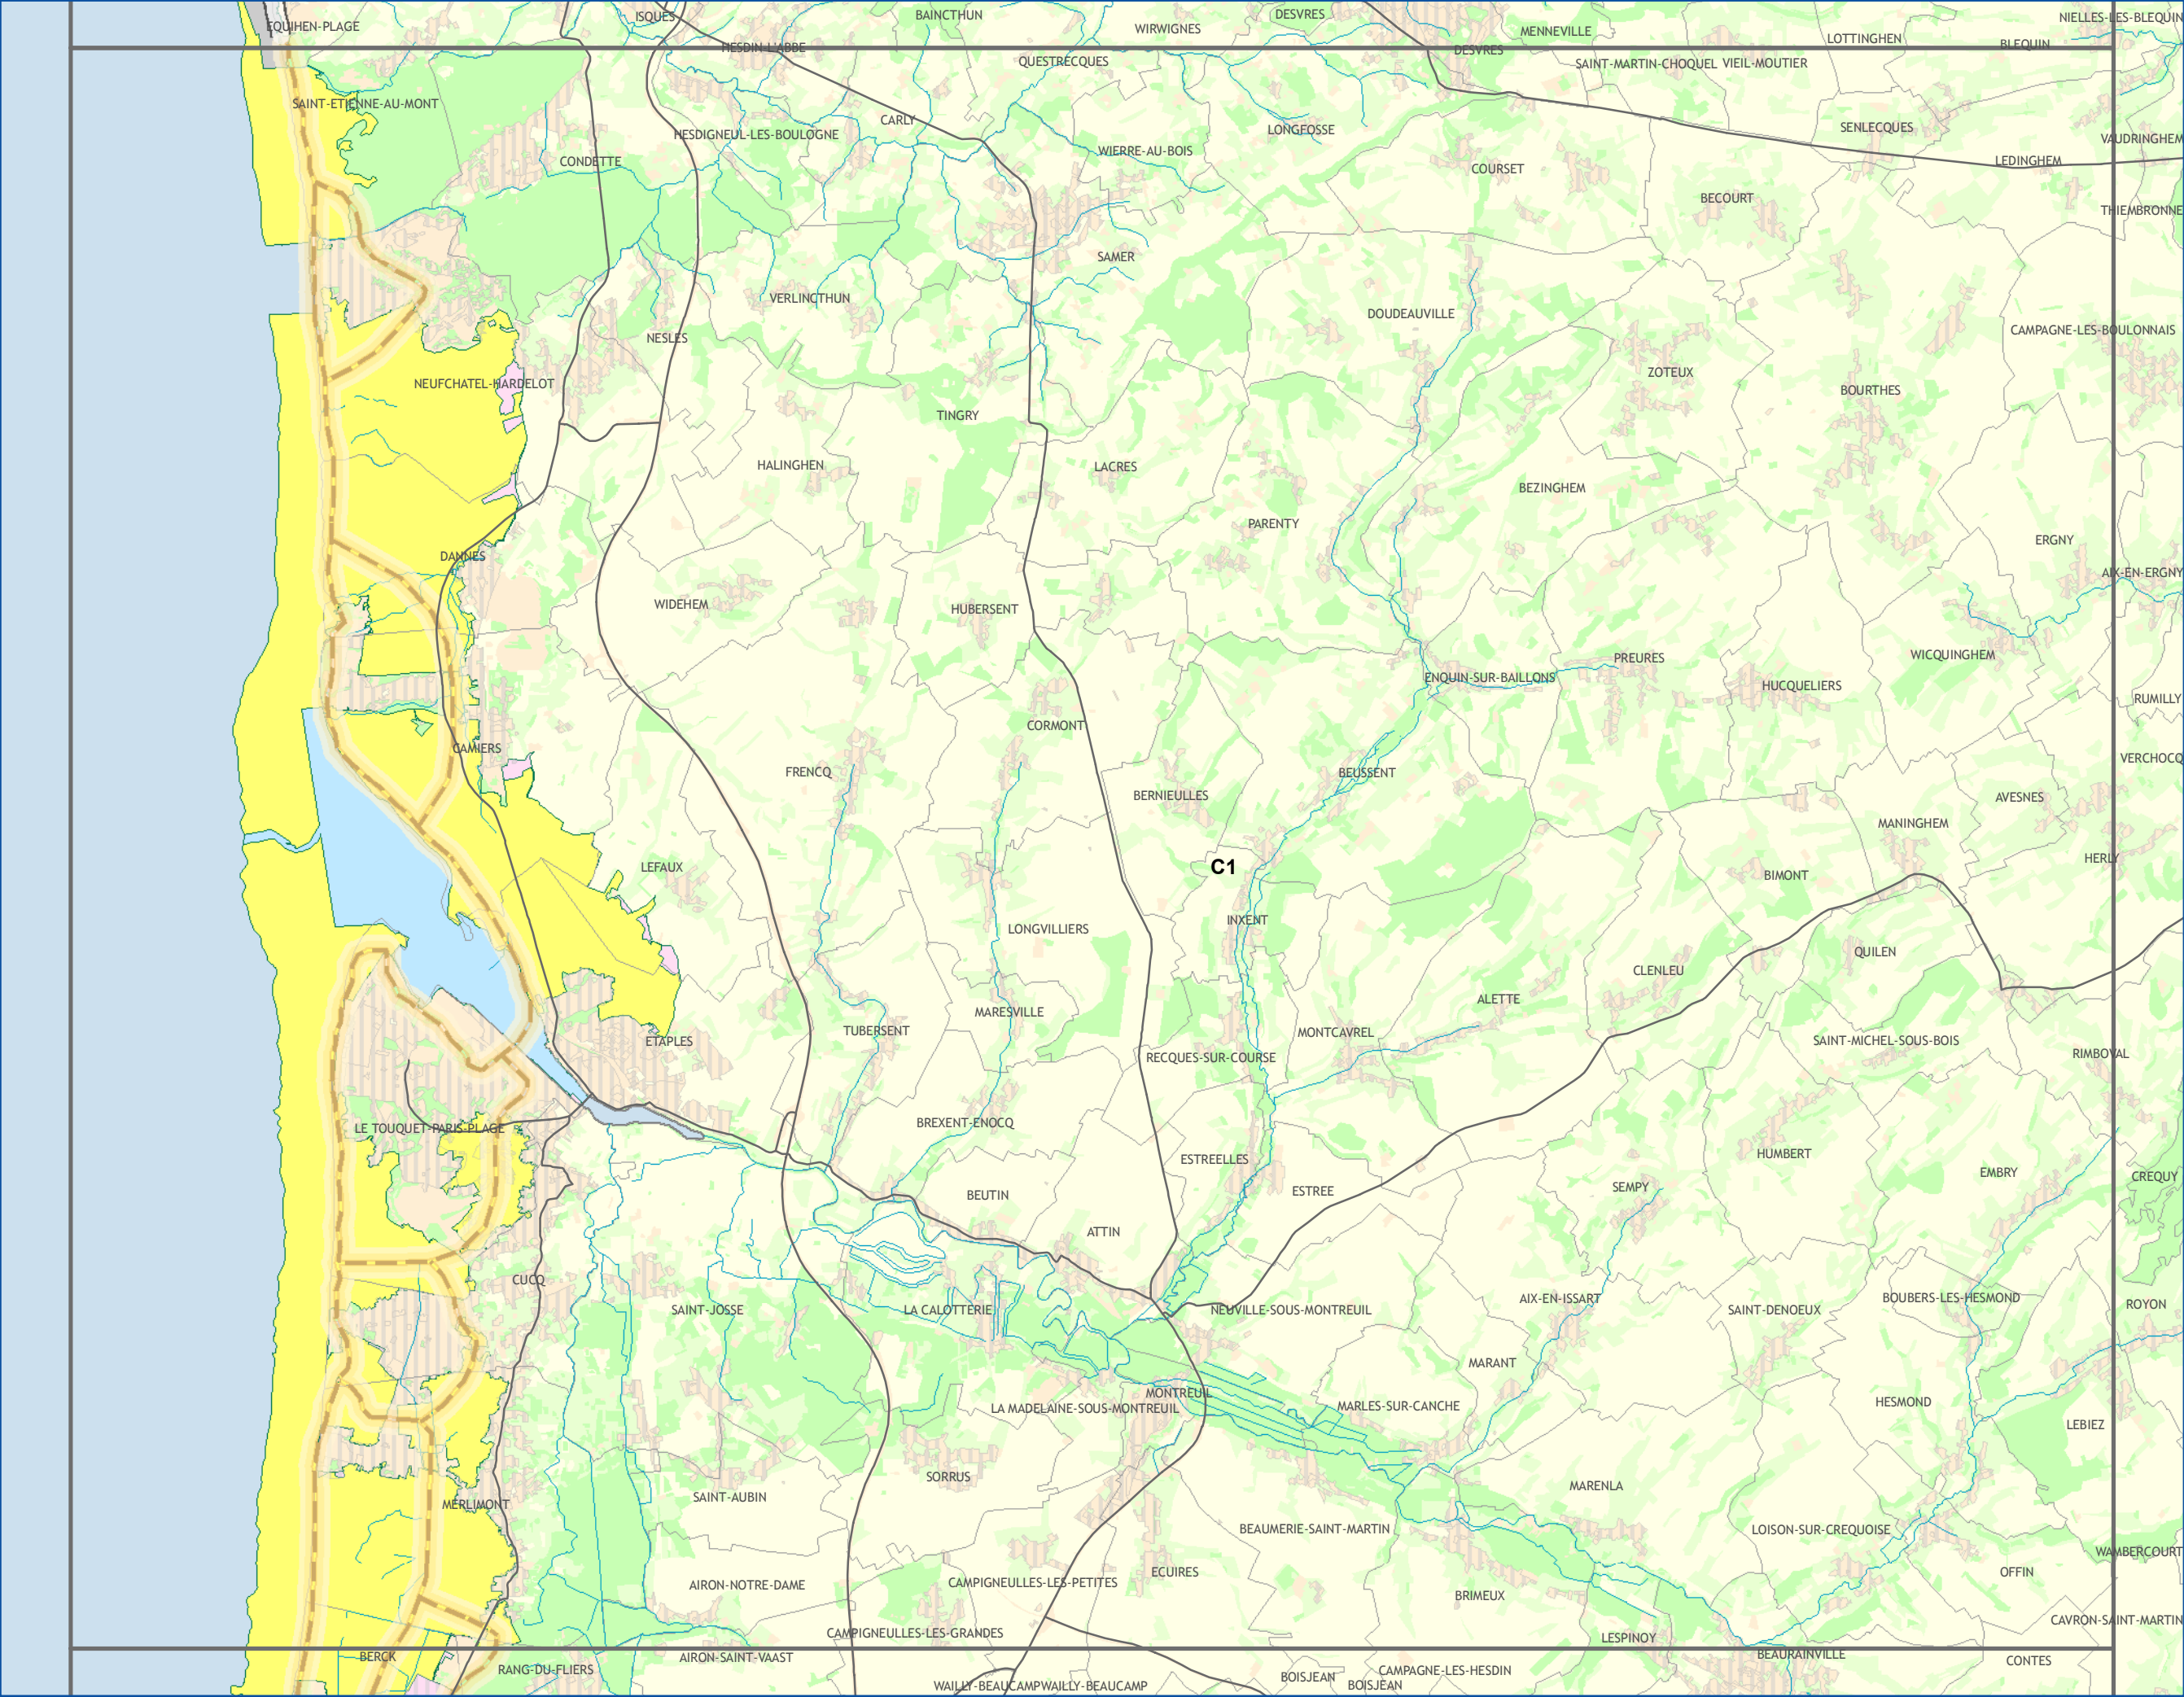 EQUIHEN-PLAGE
ISQUES
BAINCTHUN
WIRWIGNES
DESVRES
MENNEVILLE
LOTTINGHEN
NIELLES-LES-BLEQUIN
BLEQUIN
HESDIN-L'ABBE
QUESTRECQUES
DESVRES
SAINT-MARTIN-CHOQUEL
VIEIL-MOUTIER
SAINT-ETIENNE-AU-MONT
CARLY
HESDIGNEUL-LES-BOULOGNE
LONGFOSSE
SENLECQUES
VAUDRINGHEM
CONDETTE
WIERRE-AU-BOIS
COURSET
LEDINGHEM
BECOURT
THIEMBRONNE
SAMER
VERLINCTHUN
DOUDEAUVILLE
CAMPAGNE-LES-BOULONNAIS
NESLES
NEUFCHATEL-HARDELOT
ZOTEUX
BOURTHES
TINGRY
HALINGHEN
LACRES
BEZINGHEM
PARENTY
DANNES
ERGNY
AIX-EN-ERGNY
WIDEHEM
HUBERSENT
ENQUIN-SUR-BAILLONS
PREURES
WICQUINGHEM
HUCQUELIERS
RUMILLY
CORMONT
CAMIERS
FRENCQ
BEUSSENT
VERCHOCQ
BERNIEULLES
AVESNES
MANINGHEM
LEFAUX
C1
BIMONT
HERLY
INXENT
LONGVILLIERS
QUILEN
CLENLEU
ALETTE
MARESVILLE
TUBERSENT
MONTCAVREL
ETAPLES
SAINT-MICHEL-SOUS-BOIS
RECQUES-SUR-COURSE
RIMBOVAL
LE TOUQUET-PARIS-PLAGE
BREXENT-ENOCQ
HUMBERT
ESTREELLES
EMBRY
CREQUY
BEUTIN
ESTREE
SEMPY
ATTIN
CUCQ
SAINT-JOSSE
LA CALOTTERIE
NEUVILLE-SOUS-MONTREUIL
AIX-EN-ISSART
SAINT-DENOEUX
BOUBERS-LES-HESMOND
ROYON
MARANT
MONTREUIL
LA MADELAINE-SOUS-MONTREUIL
MARLES-SUR-CANCHE
HESMOND
LEBIEZ
SORRUS
MARENLA
SAINT-AUBIN
MERLIMONT
BEAUMERIE-SAINT-MARTIN
LOISON-SUR-CREQUOISE
WAMBERCOURT
ECUIRES
OFFIN
AIRON-NOTRE-DAME
CAMPIGNEULLES-LES-PETITES
BRIMEUX
CAVRON-SAINT-MARTIN
CAMPIGNEULLES-LES-GRANDES
LESPINOY
BERCK
AIRON-SAINT-VAAST
BEAURAINVILLE
CONTES
RANG-DU-FLIERS
BOISJEAN
CAMPAGNE-LES-HESDIN
WAILLY-BEAUCAMP
WAILLY-BEAUCAMP
BOISJEAN